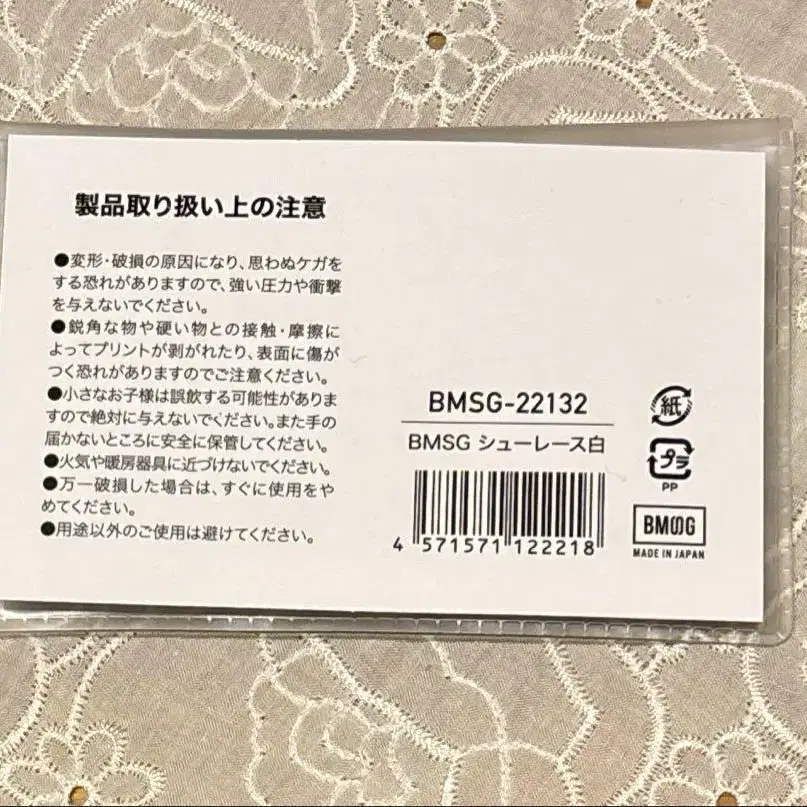 製品取り扱い上の注意
●変形・破損の原因になり、思わぬケガを
する恐れがありますので、強い圧力や衝撃
を与えないでください。
●鋭角な物や硬い物との接触・摩擦に
よってプリントが剥がれたり、表面に傷が
つく恐れがありますのでご注意ください。
●小さなお子様は誤飲する可能性がありま
すので絶対に与えないでください。また手の
届かないところに安全に保管してください。
●火気や暖房器具に近づけないでください。
●万一破損した場合は、すぐに使用をや
めてください。
●用途以外のご使用は避けてください。
BMSG-22132
BMSG シューレース白
4 571571 122218
紙
プラ
PP
BMSG
MADE IN JAPAN